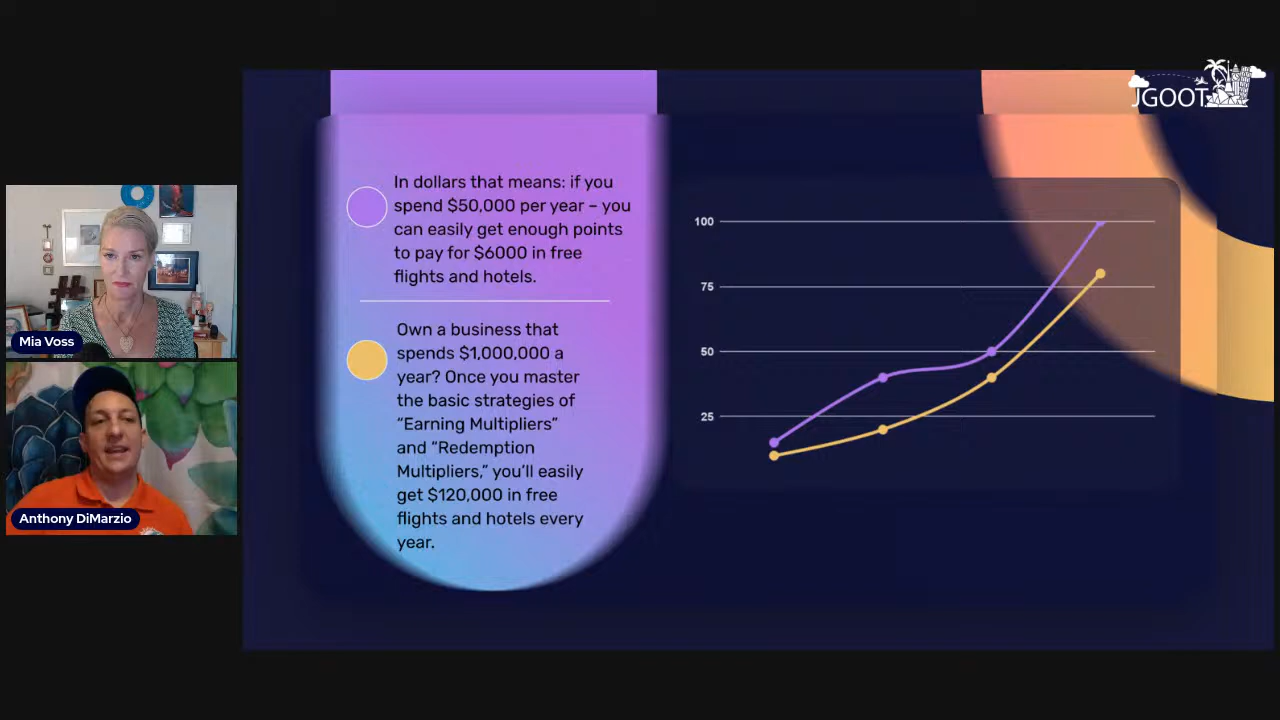 JGOOT
In dollars that means: if you
spend $50,000 per year – you
can easily get enough points
to pay for $6000 in free
flights and hotels.
Own a business that
spends $1,000,000 a
year? Once you master
the basic strategies of
“Earning Multipliers”
and “Redemption
Multipliers,” you’ll easily
get $120,000 in free
flights and hotels every
year.
100
75
50
25
Mia Voss
Anthony DiMarzio